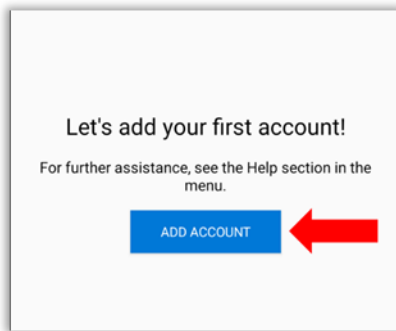 Let's add your first account!
For further assistance, see the Help section in the
menu.
ADD ACCOUNT